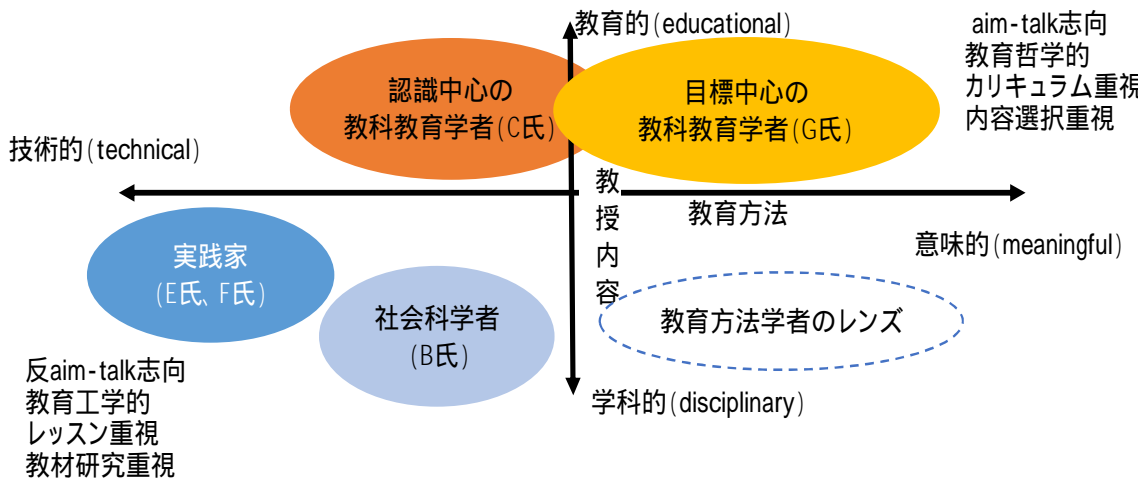 教育的(educational)
aim-talk志向
教育哲学的
カリキュラム重視
内容選択重視
認識中心の
教科教育学者(C氏)
目標中心の
教科教育学者(G氏)
技術的(technical)
教授内容
教育方法
意味的(meaningful)
実践家
(E氏、F氏)
社会科学者
(B氏)
教育方法学者のレンズ
反aim-talk志向
教育工学的
レッスン重視
教材研究重視
学科的(disciplinary)